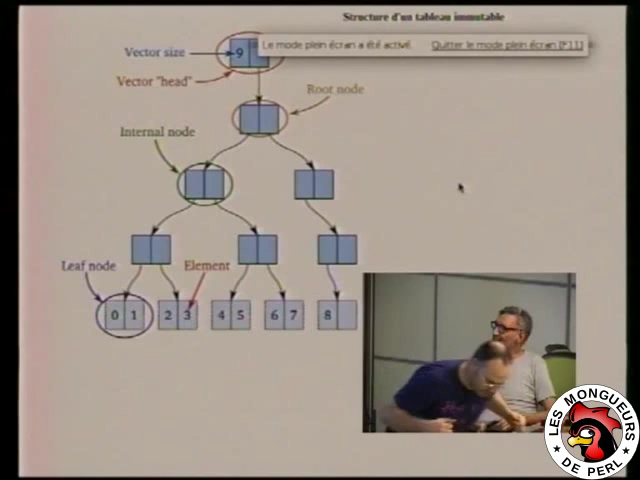 Structure d'un tableau immutable
Le mode plein écran a été activé. Quitter le mode plein écran [F11]
Vector size
9
Vector "head"
Root node
Internal node
Leaf node
Element
0 1 2 3 4 5 6 7 8
LES MONGUEURS
DE PERL